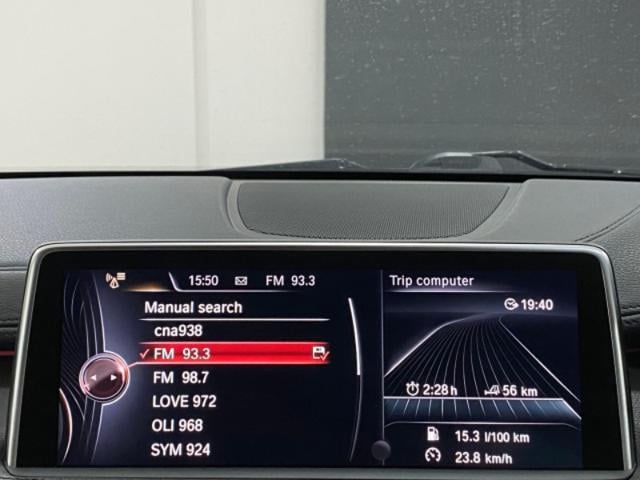 15:50 FM 93.3
Manual search
cna938
FM 93.3
FM 98.7
LOVE 972
OLI 968
SYM 924
Trip computer
19:40
2:28 h 56 km
15.3 l/100 km
23.8 km/h